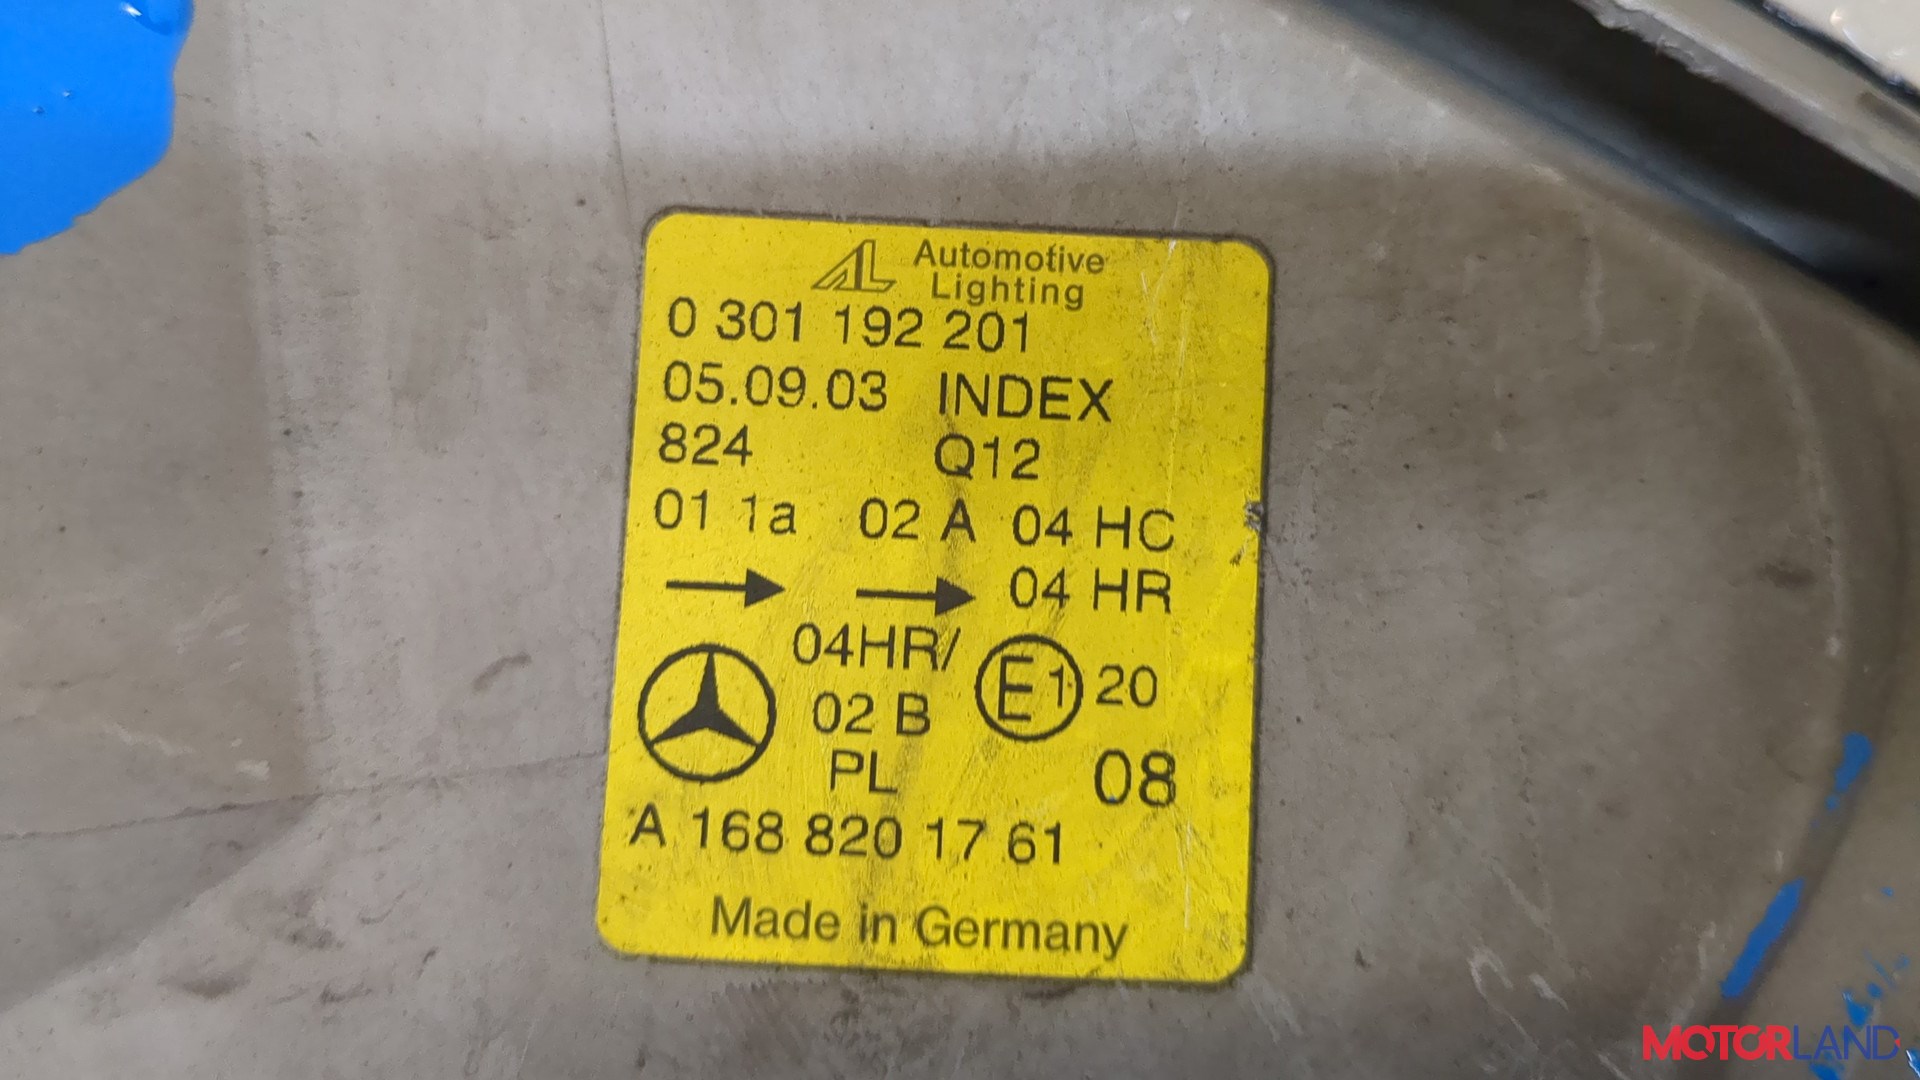 AL Automotive
Lighting
0 301 192 201
05.09.03 INDEX
824 Q12
01 1a 02 A 04 HC
04 HR
04HR/
02 B E1 20
PL 08
A 168 820 17 61
Made in Germany
MOTORLAND